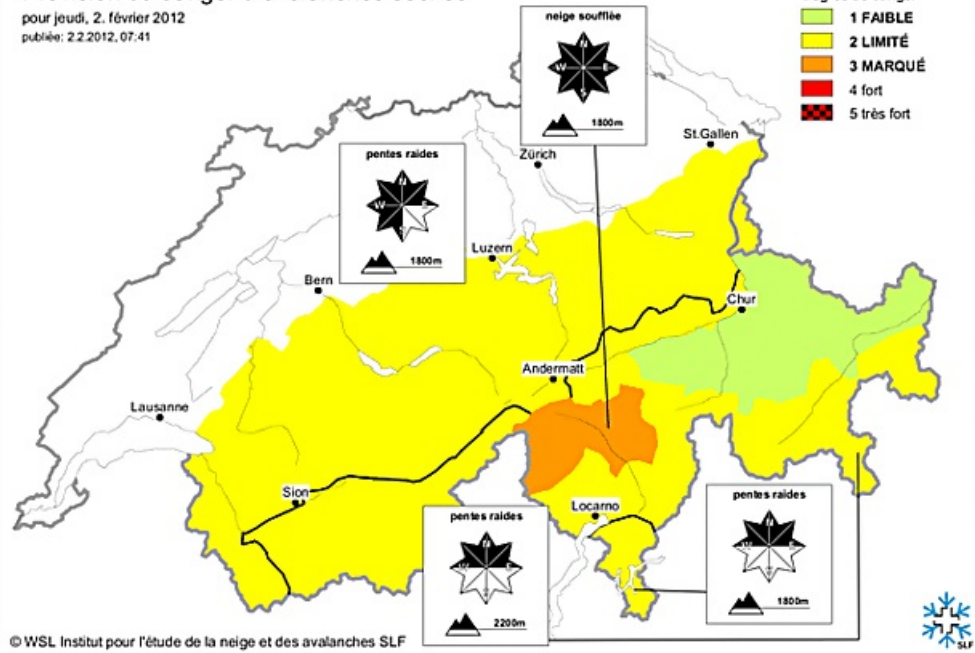 pour jeudi, 2. février 2012
publiée: 2.2.2012, 07:41
1 FAIBLE
2 LIMITÉ
3 MARQUÉ
4 fort
5 très fort
neige soufflèe
N
W E
S
1800m
St.Gallen
Zürich
pentes raides
N
W E
S
1800m
Luzern
Bern
Chur
Andermatt
Lausanne
Sion
Locarno
pentes raides
N
W E
S
2200m
pentes raides
N
W E
S
1800m
© WSL Institut pour l'étude de la neige et des avalanches SLF
SLF